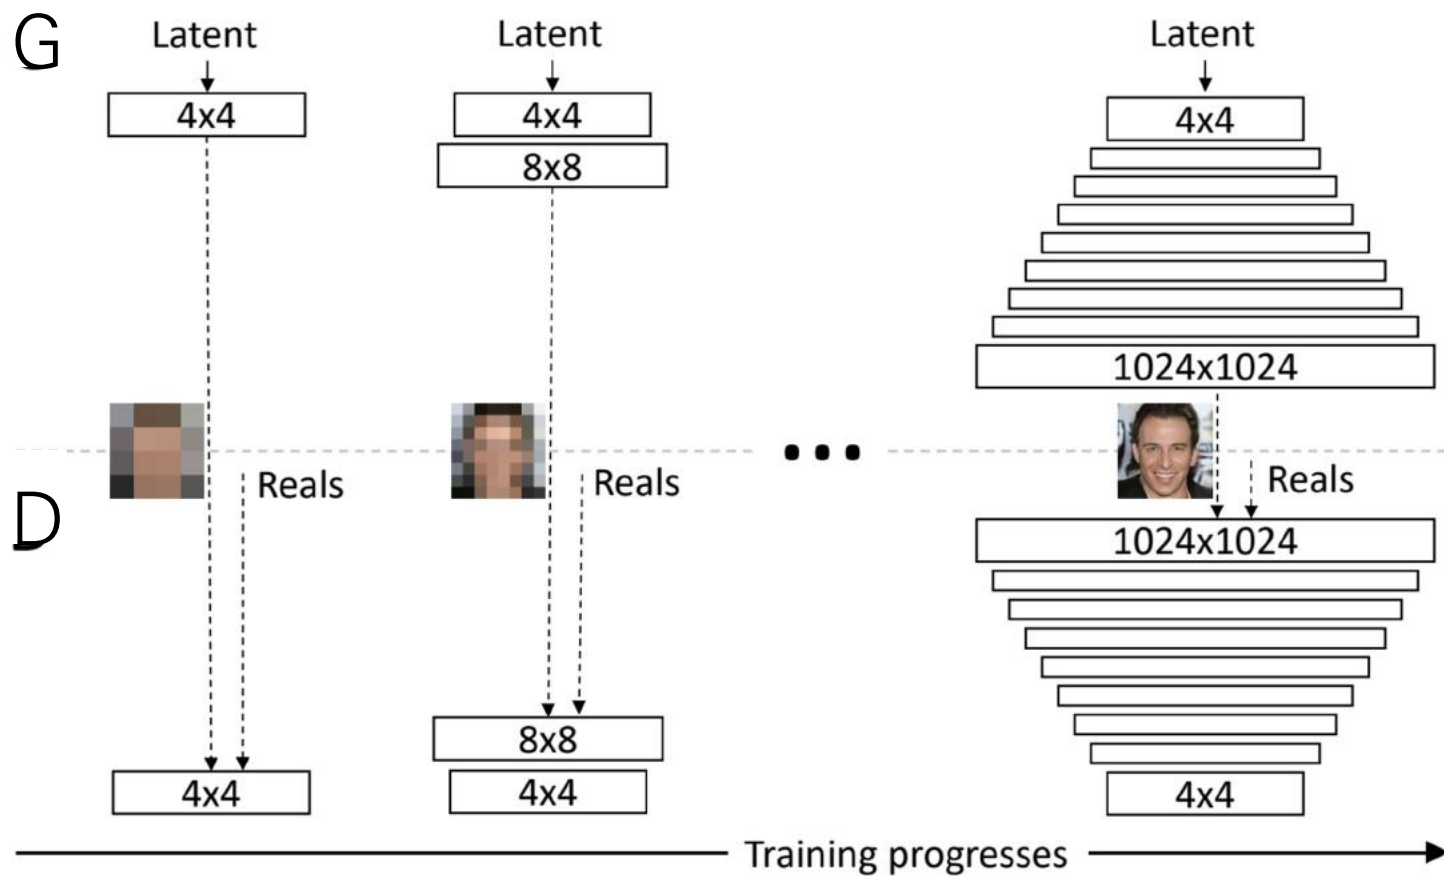 G
Latent
Latent
Latent
4x4
4x4
4x4
8x8
1024x1024
Reals
Reals
Reals
D
1024x1024
8x8
4x4
4x4
4x4
Training progresses